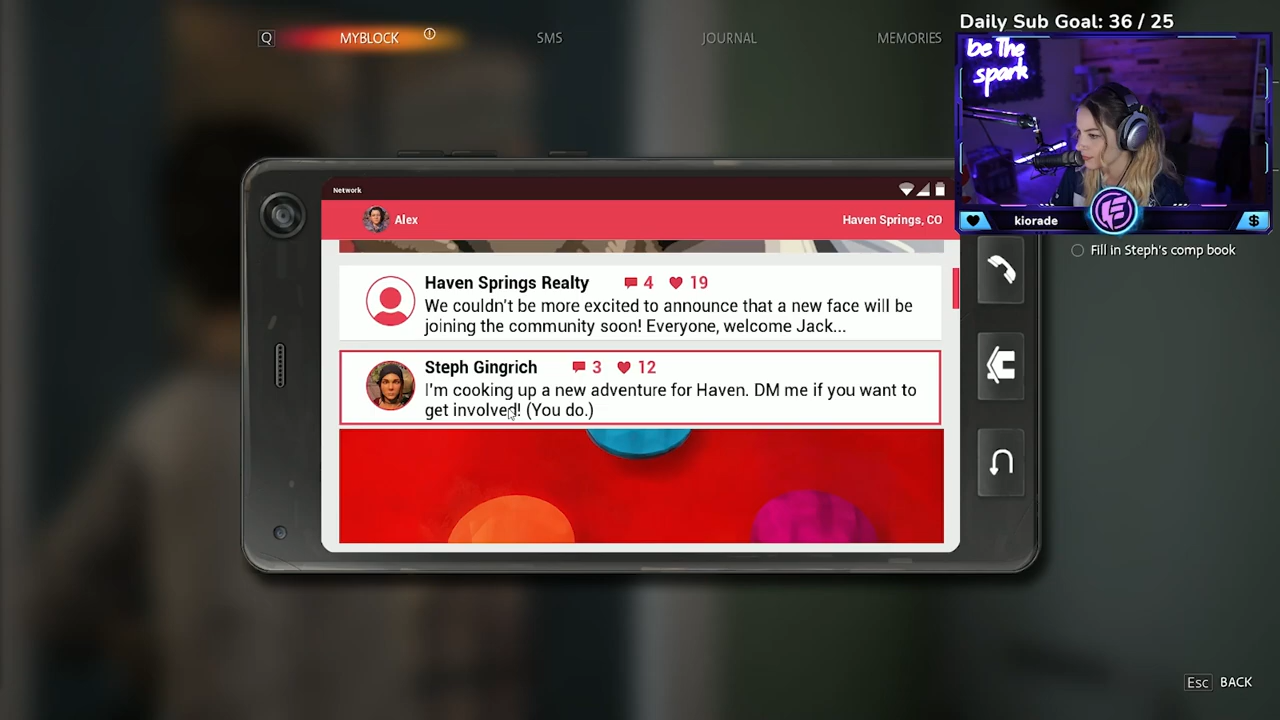 Daily Sub Goal: 36 / 25
be The
spark
kiorade
$
Q
MYBLOCK
SMS
JOURNAL
MEMORIES
Network
Alex
Haven Springs, CO
Haven Springs Realty 4 19
We couldn't be more excited to announce that a new face will be
joining the community soon! Everyone, welcome Jack...
Steph Gingrich 3 12
I'm cooking up a new adventure for Haven. DM me if you want to
get involved! (You do.)
Fill in Steph's comp book
Esc BACK